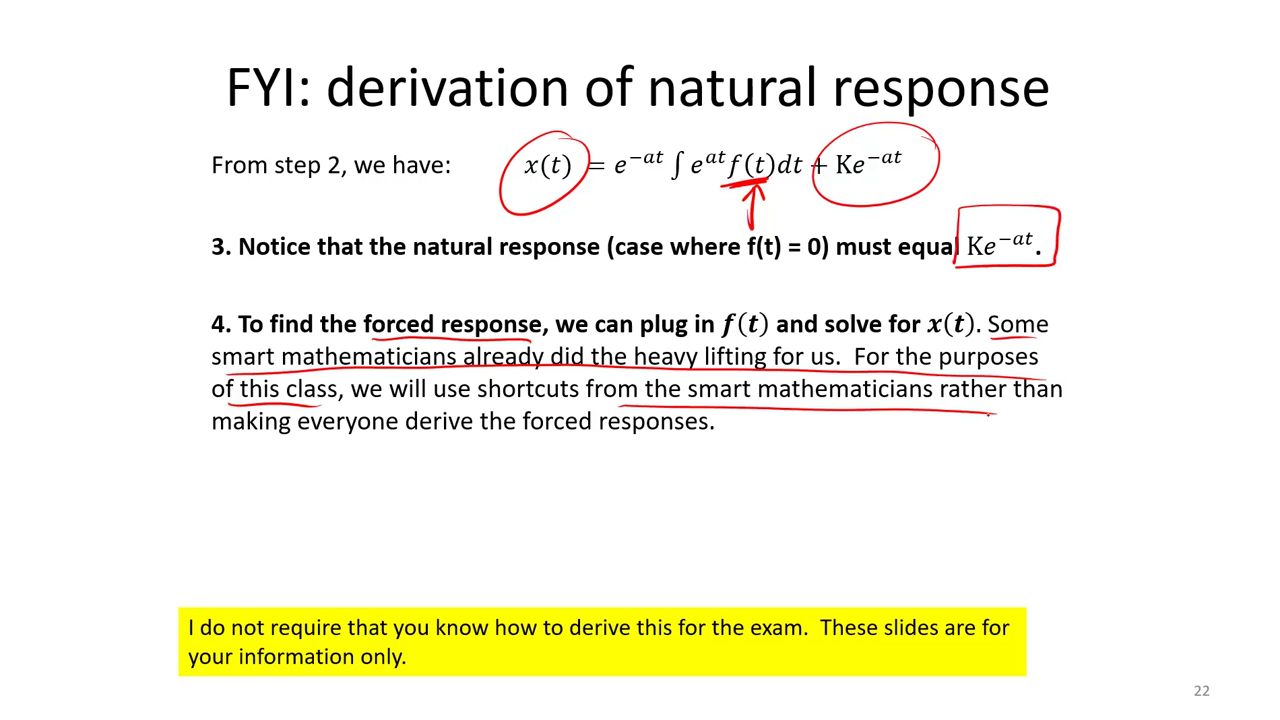 FYI: derivation of natural response
From step 2, we have: x(t) = e^{-at} ∫ e^{at} f(t)dt + Ke^{-at}
3. Notice that the natural response (case where f(t) = 0) must equal Ke^{-at}.
4. To find the forced response, we can plug in f(t) and solve for x(t). Some
smart mathematicians already did the heavy lifting for us.  For the purposes
of this class, we will use shortcuts from the smart mathematicians rather than
making everyone derive the forced responses.
I do not require that you know how to derive this for the exam.  These slides are for
your information only.
22